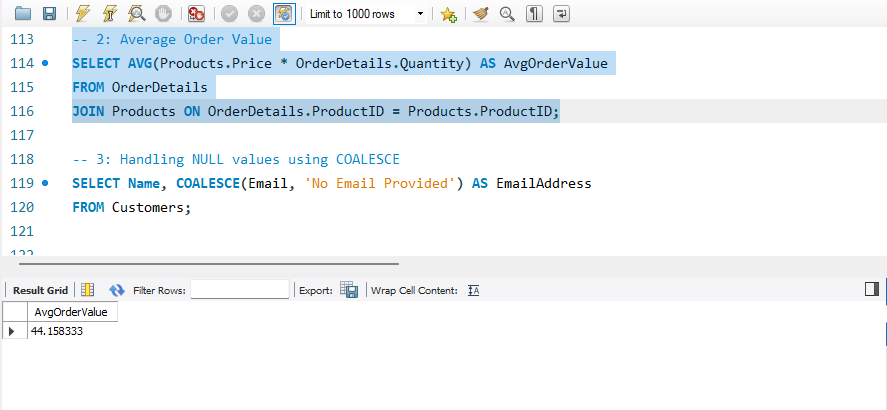 Limit to 1000 rows
113 -- 2: Average Order Value
114 SELECT AVG(Products.Price * OrderDetails.Quantity) AS AvgOrderValue
115 FROM OrderDetails
116 JOIN Products ON OrderDetails.ProductID = Products.ProductID;
117
118 -- 3: Handling NULL values using COALESCE
119 SELECT Name, COALESCE(Email, 'No Email Provided') AS EmailAddress
120 FROM Customers;
121
122
Result Grid Filter Rows: Export: Wrap Cell Content:
AvgOrderValue
44.158333